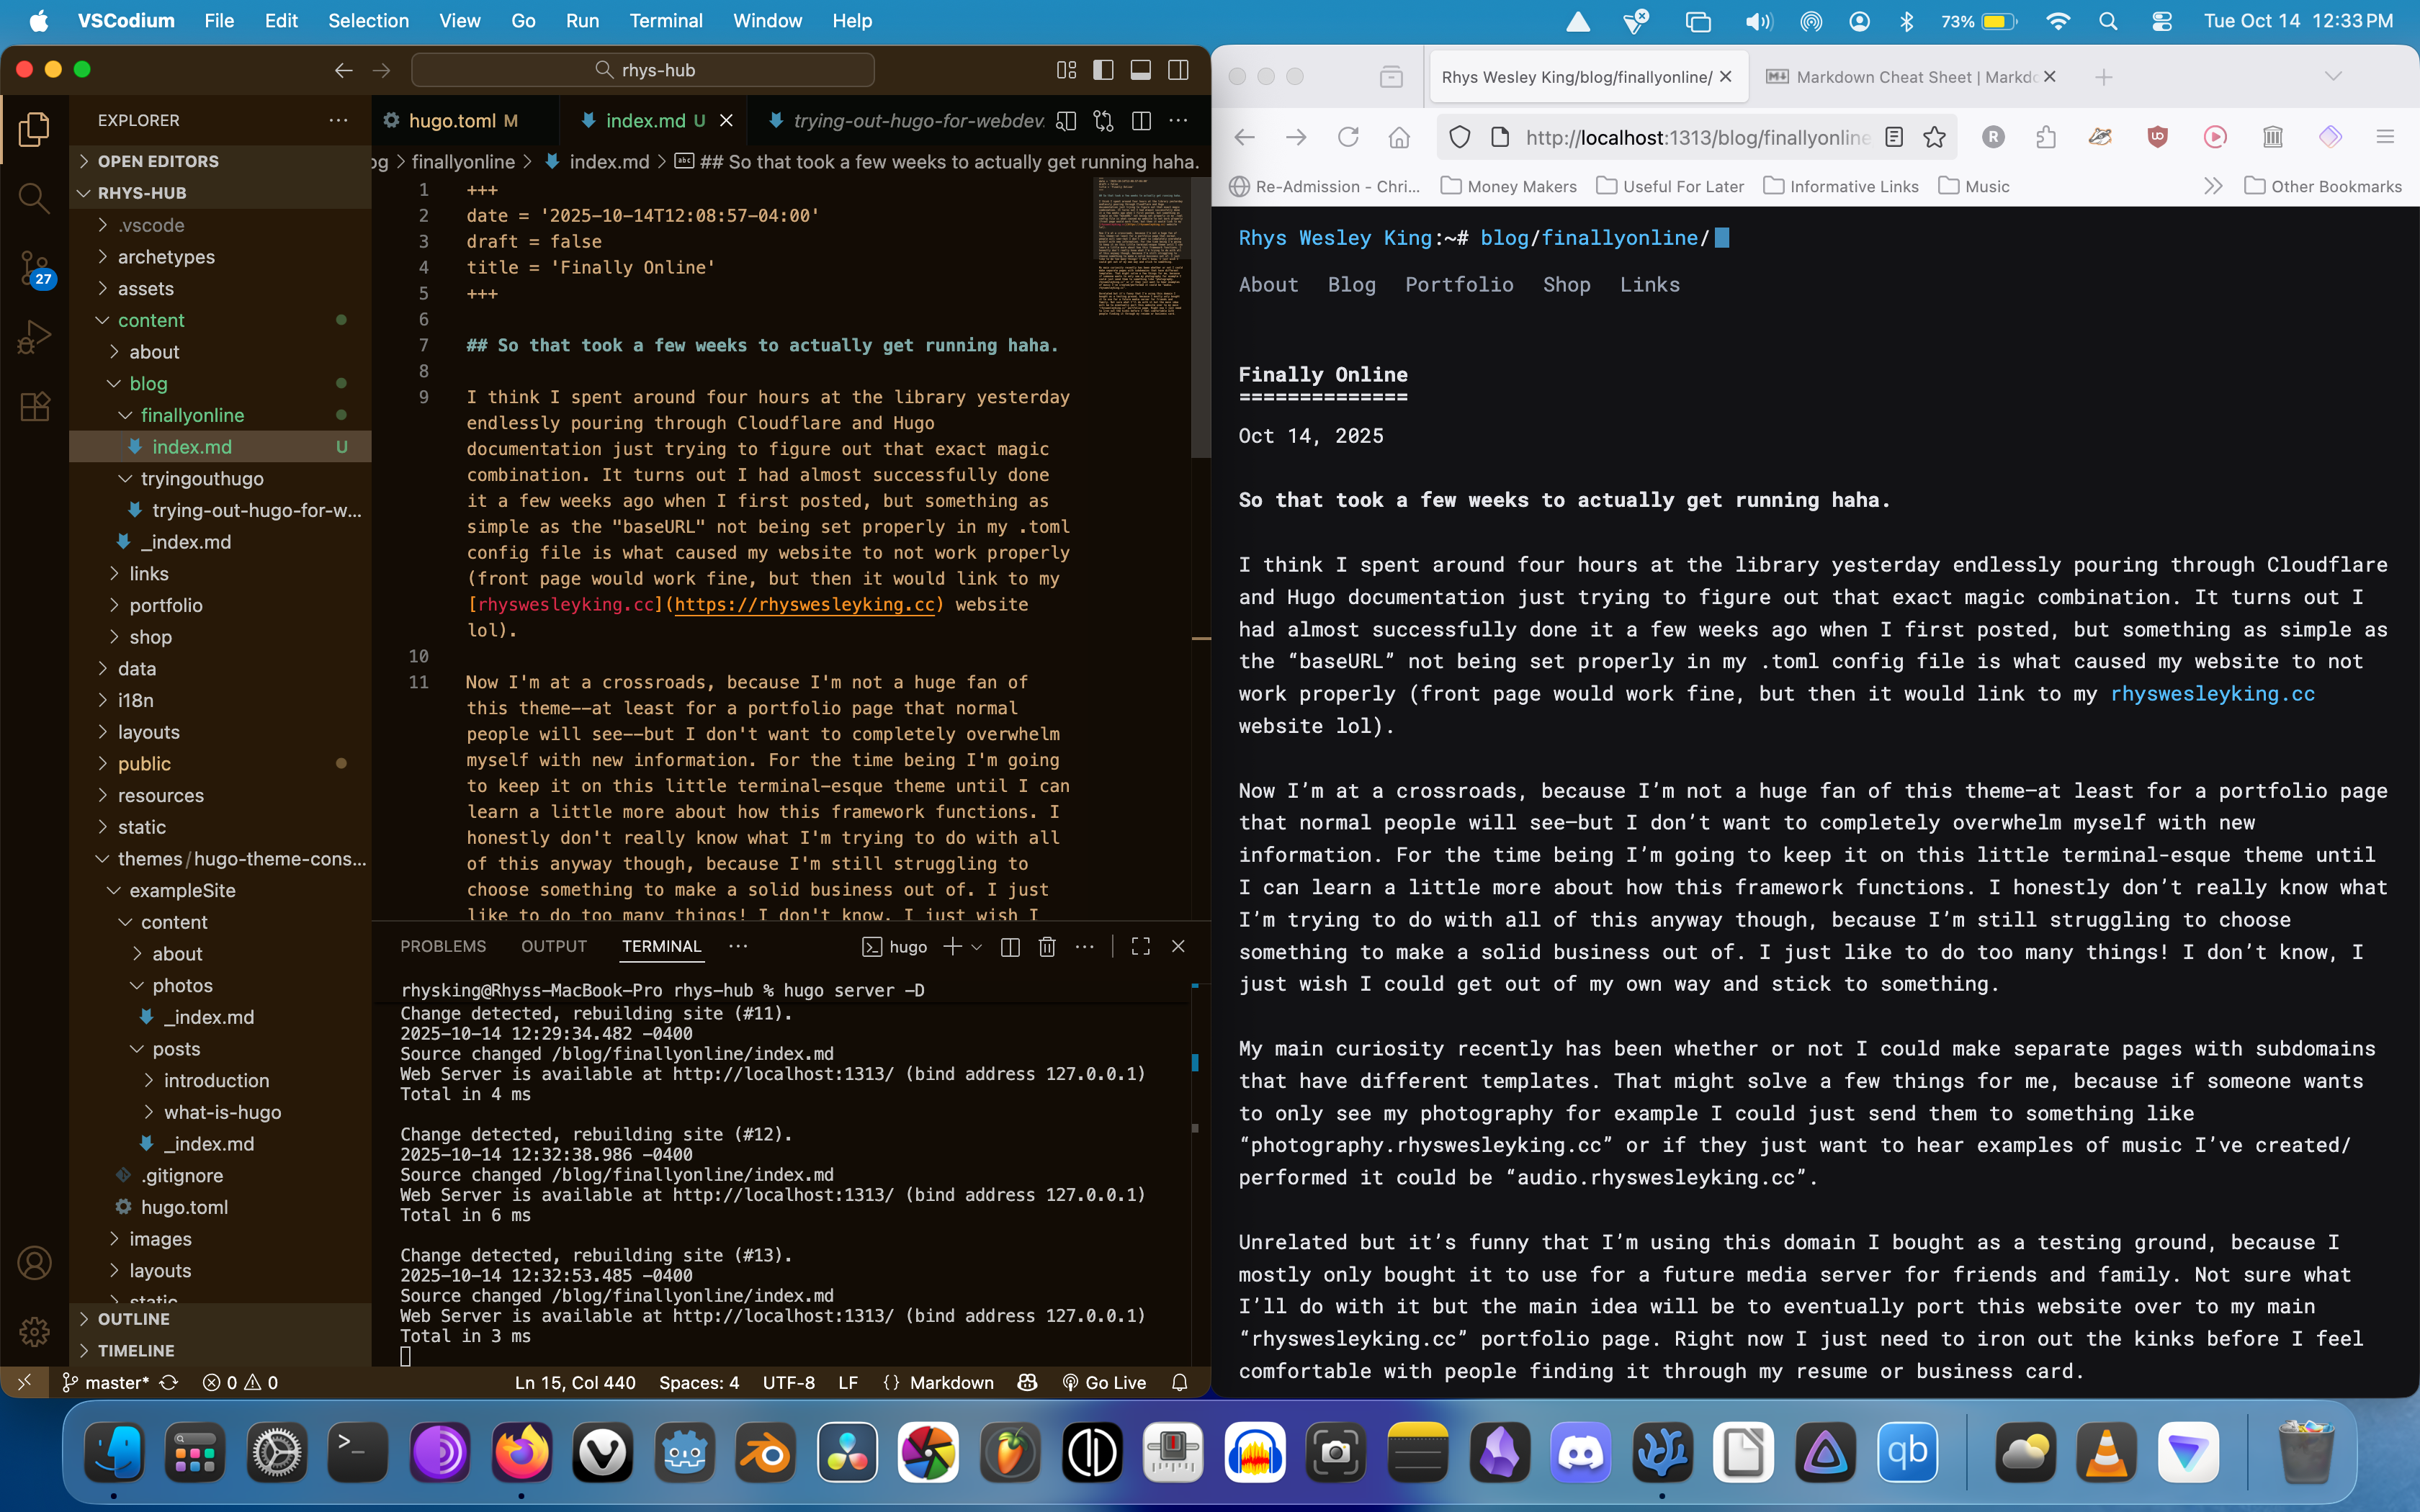 VSCodium File Edit Selection View Go Run Terminal Window Help
73% Tue Oct 14 12:33 PM
rhys-hub
EXPLORER
OPEN EDITORS
RHYS-HUB
.vscode
archetypes
assets
content
about
blog
finallyonline
index.md U
tryingouthugo
trying-out-hugo-for-w...
_index.md
links
portfolio
shop
data
i18n
layouts
public
resources
static
themes/hugo-theme-cons...
exampleSite
content
about
photos
_index.md
posts
introduction
what-is-hugo
_index.md
.gitignore
hugo.toml
images
layouts
static
OUTLINE
TIMELINE
27
hugo.toml M
index.md U
trying-out-hugo-for-webdev.
og > finallyonline > index.md > ## So that took a few weeks to actually get running haha.
1 +++
2 date = '2025-10-14T12:08:57-04:00'
3 draft = false
4 title = 'Finally Online'
5 +++
6
7 ## So that took a few weeks to actually get running haha.
8
9 I think I spent around four hours at the library yesterday
endlessly pouring through Cloudflare and Hugo
documentation just trying to figure out that exact magic
combination. It turns out I had almost successfully done
it a few weeks ago when I first posted, but something as
simple as the "baseURL" not being set properly in my .toml
config file is what caused my website to not work properly
(front page would work fine, but then it would link to my
[rhyswesleyking.cc](https://rhyswesleyking.cc) website
lol).
10
11 Now I'm at a crossroads, because I'm not a huge fan of
this theme--at least for a portfolio page that normal
people will see--but I don't want to completely overwhelm
myself with new information. For the time being I'm going
to keep it on this little terminal-esque theme until I can
learn a little more about how this framework functions. I
honestly don't really know what I'm trying to do with all
of this anyway though, because I'm still struggling to
choose something to make a solid business out of. I just
like to do too many things! I don't know, I just wish I
PROBLEMS OUTPUT TERMINAL
hugo
rhysking@Rhyss-MacBook-Pro rhys-hub % hugo server -D
Change detected, rebuilding site (#11).
2025-10-14 12:29:34.482 -0400
Source changed /blog/finallyonline/index.md
Web Server is available at http://localhost:1313/ (bind address 127.0.0.1)
Total in 4 ms
Change detected, rebuilding site (#12).
2025-10-14 12:32:38.986 -0400
Source changed /blog/finallyonline/index.md
Web Server is available at http://localhost:1313/ (bind address 127.0.0.1)
Total in 6 ms
Change detected, rebuilding site (#13).
2025-10-14 12:32:53.485 -0400
Source changed /blog/finallyonline/index.md
Web Server is available at http://localhost:1313/ (bind address 127.0.0.1)
Total in 3 ms
master* 0 0 Ln 15, Col 440 Spaces: 4 UTF-8 LF {} Markdown Go Live
Rhys Wesley King/blog/finallyonline/
Markdown Cheat Sheet | Markdo
http://localhost:1313/blog/finallyonline
R
Re-Admission - Chri... Money Makers Useful For Later Informative Links Music Other Bookmarks
Rhys Wesley King:~# blog/finallyonline/
About Blog Portfolio Shop Links
Finally Online
==============
Oct 14, 2025
So that took a few weeks to actually get running haha.
I think I spent around four hours at the library yesterday endlessly pouring through Cloudflare
and Hugo documentation just trying to figure out that exact magic combination. It turns out I
had almost successfully done it a few weeks ago when I first posted, but something as simple as
the “baseURL” not being set properly in my .toml config file is what caused my website to not
work properly (front page would work fine, but then it would link to my rhyswesleyking.cc
website lol).
Now I’m at a crossroads, because I’m not a huge fan of this theme–at least for a portfolio page
that normal people will see–but I don’t want to completely overwhelm myself with new
information. For the time being I’m going to keep it on this little terminal-esque theme until
I can learn a little more about how this framework functions. I honestly don’t really know what
I’m trying to do with all of this anyway though, because I’m still struggling to choose
something to make a solid business out of. I just like to do too many things! I don’t know, I
just wish I could get out of my own way and stick to something.
My main curiosity recently has been whether or not I could make separate pages with subdomains
that have different templates. That might solve a few things for me, because if someone wants
to only see my photography for example I could just send them to something like
“photography.rhyswesleyking.cc” or if they just want to hear examples of music I’ve created/
performed it could be “audio.rhyswesleyking.cc”.
Unrelated but it’s funny that I’m using this domain I bought as a testing ground, because I
mostly only bought it to use for a future media server for friends and family. Not sure what
I’ll do with it but the main idea will be to eventually port this website over to my main
“rhyswesleyking.cc” portfolio page. Right now I just need to iron out the kinks before I feel
comfortable with people finding it through my resume or business card.
qb